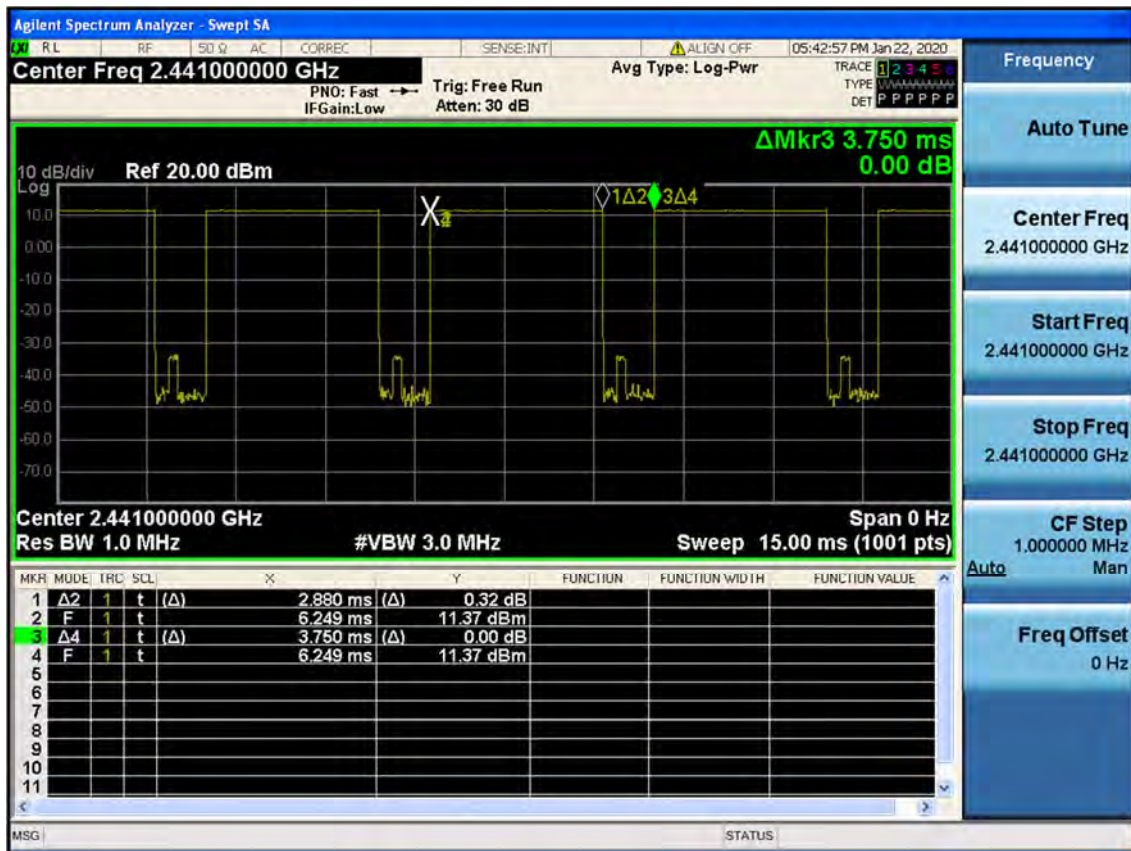 Agilent Spectrum Analyzer - Swept SA
LXI RL RF 50 Ω AC CORREC SENSE:INT ALIGN OFF 05:42:57 PM Jan 22, 2020
Center Freq 2.441000000 GHz
PNO: Fast
IFGain:Low
Trig: Free Run
Atten: 30 dB
Avg Type: Log-Pwr
TRACE 1 2 3 4 5 6
TYPE
DET P P P P P P
ΔMkr3 3.750 ms
0.00 dB
10 dB/div Ref 20.00 dBm
Log
10.0
0.00
-10.0
-20.0
-30.0
-40.0
-50.0
-60.0
-70.0
1Δ2 3Δ4
Center 2.441000000 GHz Span 0 Hz
Res BW 1.0 MHz #VBW 3.0 MHz Sweep 15.00 ms (1001 pts)
MKR MODE TRC SCL X Y FUNCTION FUNCTION WIDTH FUNCTION VALUE
1 Δ2 1 t (Δ) 2.880 ms (Δ) 0.32 dB
2 F 1 t 6.249 ms 11.37 dBm
3 Δ4 1 t (Δ) 3.750 ms (Δ) 0.00 dB
4 F 1 t 6.249 ms 11.37 dBm
5
6
7
8
9
10
11
MSG STATUS
Frequency
Auto Tune
Center Freq
2.441000000 GHz
Start Freq
2.441000000 GHz
Stop Freq
2.441000000 GHz
CF Step
1.000000 MHz
Auto Man
Freq Offset
0 Hz